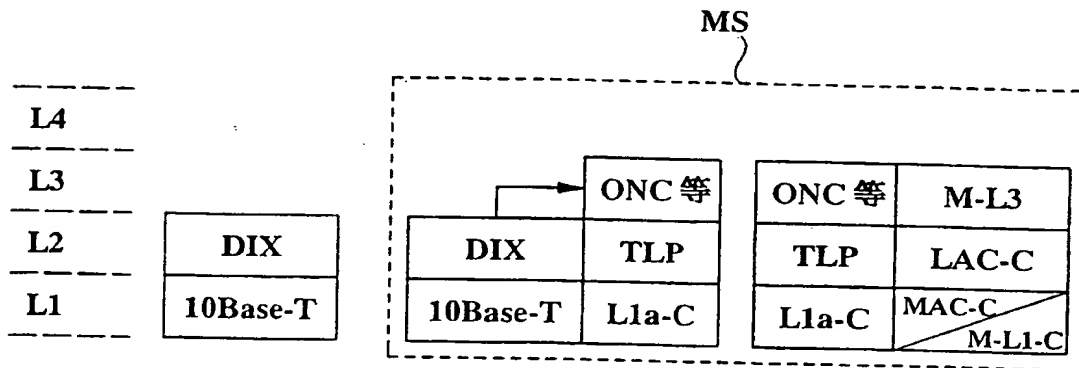 MS
L4
L3 ONC 等 ONC 等 M-L3
L2 DIX DIX TLP TLP LAC-C
L1 10Base-T 10Base-T L1a-C L1a-C MAC-C
M-L1-C